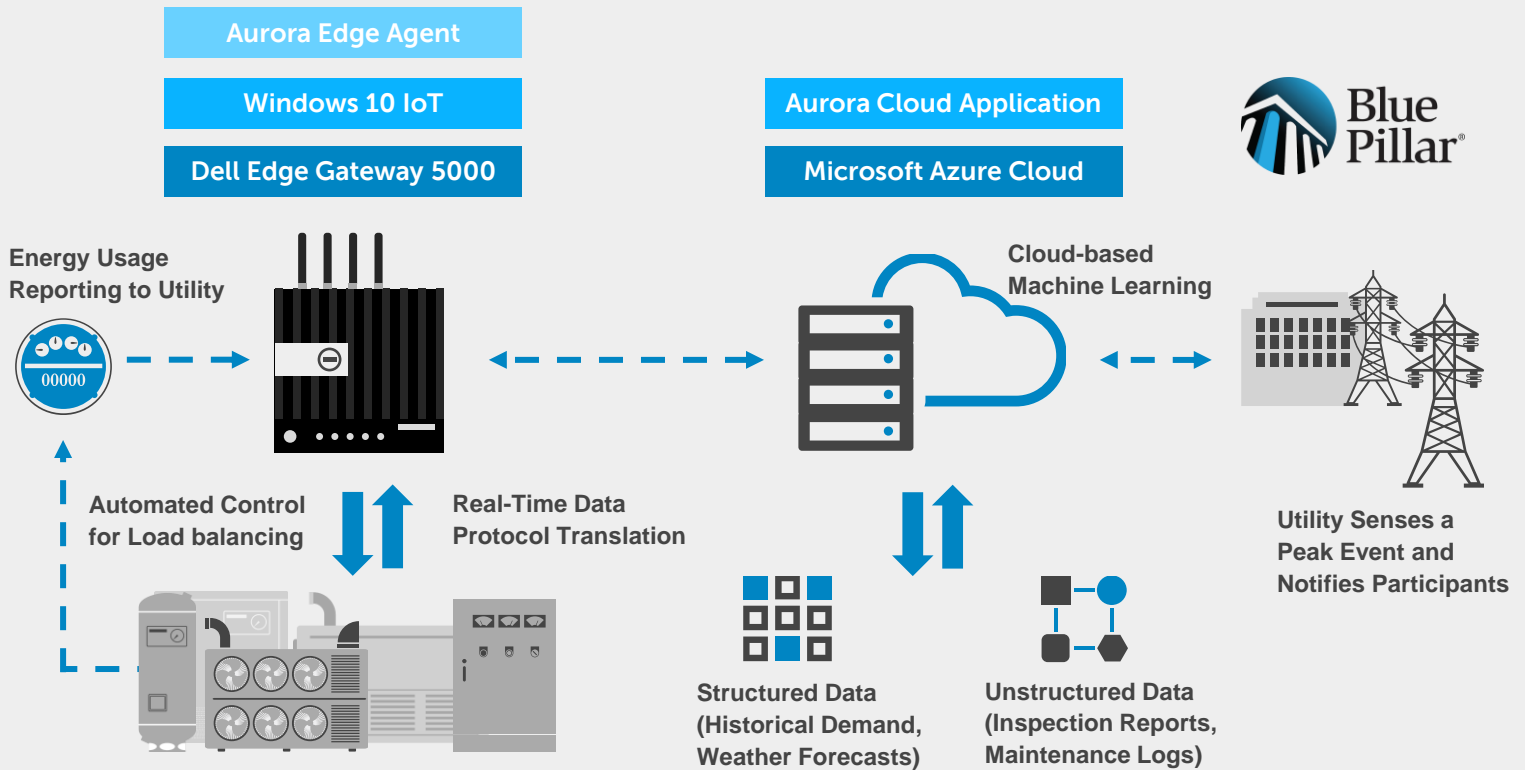 Aurora Edge Agent
Windows 10 IoT
Dell Edge Gateway 5000
Aurora Cloud Application
Microsoft Azure Cloud
Blue
Pillar®
Energy Usage
Reporting to Utility
00000
Cloud-based
Machine Learning
Automated Control
for Load balancing
Real-Time Data
Protocol Translation
Utility Senses a
Peak Event and
Notifies Participants
Structured Data
(Historical Demand,
Weather Forecasts)
Unstructured Data
(Inspection Reports,
Maintenance Logs)